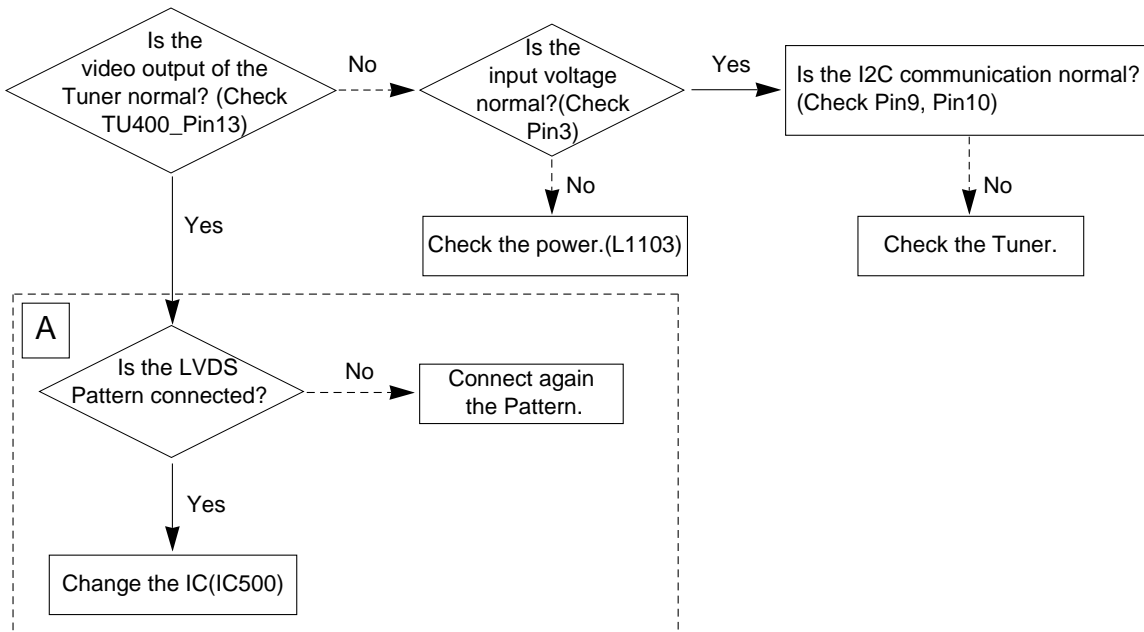 Is the
video output of the
Tuner normal? (Check
TU400_Pin13)
No
Is the
input voltage
normal?(Check
Pin3)
Yes
Is the I2C communication normal?
(Check Pin9, Pin10)
Yes
No
Check the power.(L1103)
No
Check the Tuner.
A
Is the LVDS
Pattern connected?
No
Connect again
the Pattern.
Yes
Change the IC(IC500)